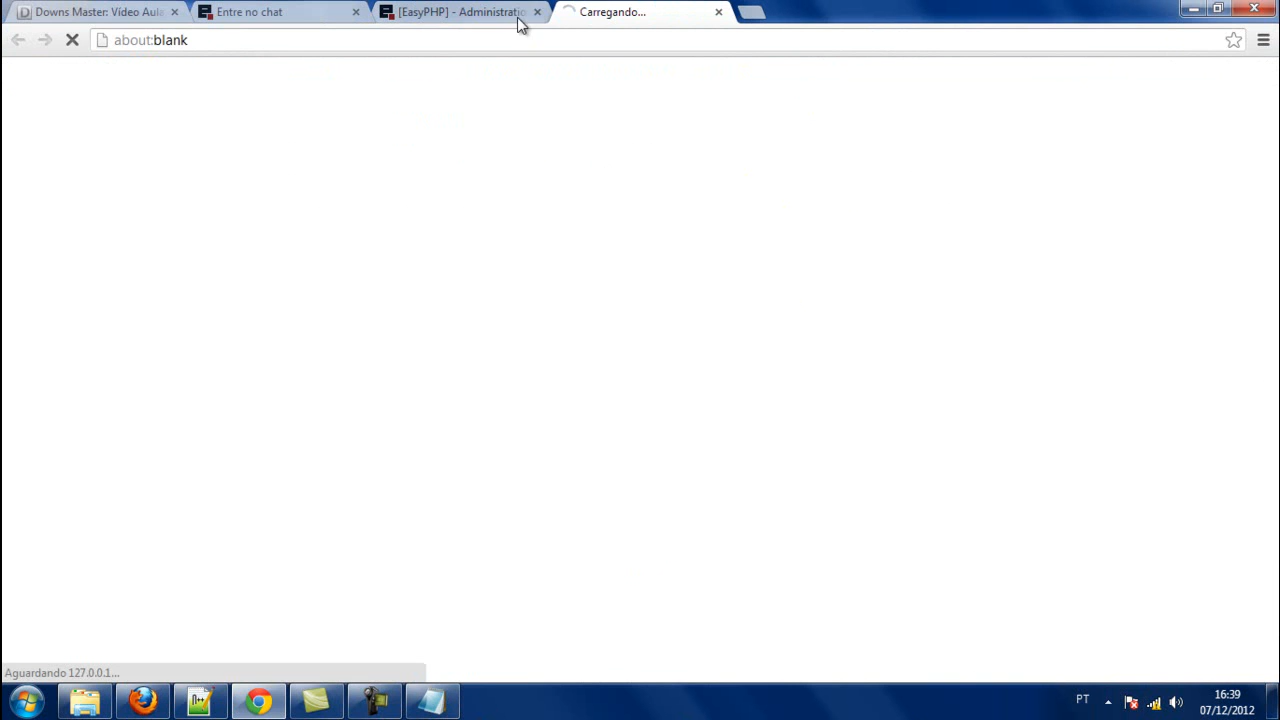 Downs Master: Vídeo Aula
Entre no chat
[EasyPHP] - Administratio
Carregando...
about:blank
Aguardando 127.0.0.1...
PT
16:39
07/12/2012